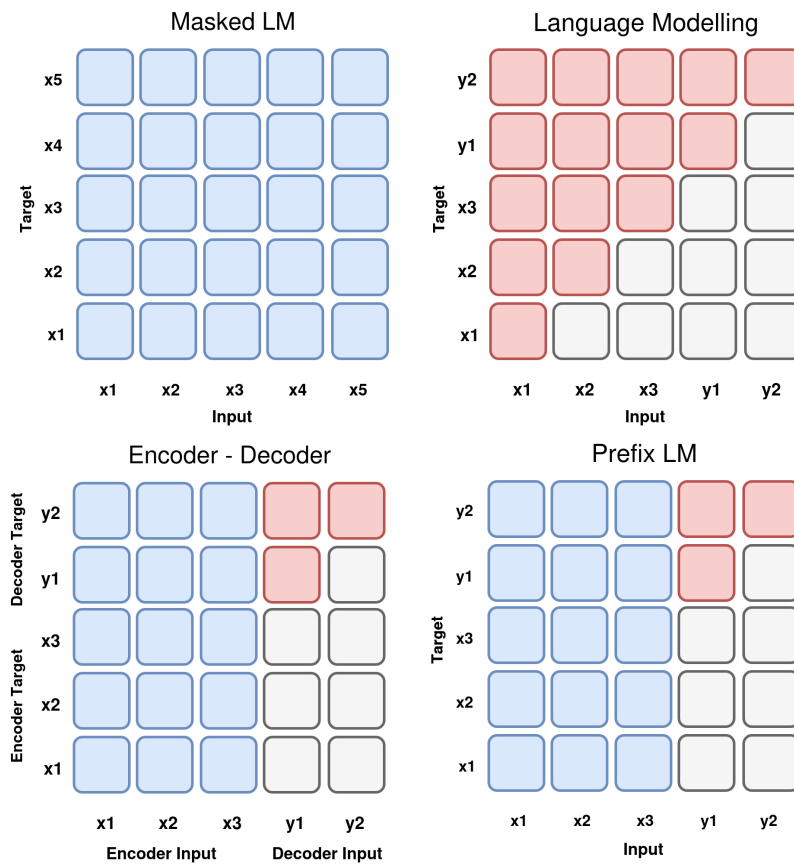 Masked LM
x5
x4
x3
x2
x1
Target
x1 x2 x3 x4 x5
Input
Language Modelling
y2
y1
x3
x2
x1
Target
x1 x2 x3 y1 y2
Input
Encoder - Decoder
y2
y1
x3
x2
x1
Decoder Target
Encoder Target
x1 x2 x3 y1 y2
Encoder Input Decoder Input
Prefix LM
y2
y1
x3
x2
x1
Target
x1 x2 x3 y1 y2
Input